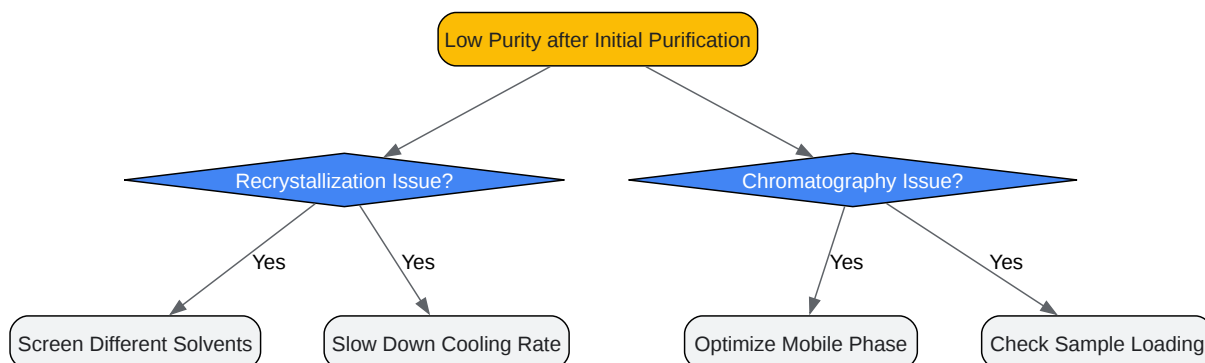 Low Purity after Initial Purification
Recrystallization Issue?
Chromatography Issue?
Yes
Yes
Yes
Yes
Screen Different Solvents
Slow Down Cooling Rate
Optimize Mobile Phase
Check Sample Loading